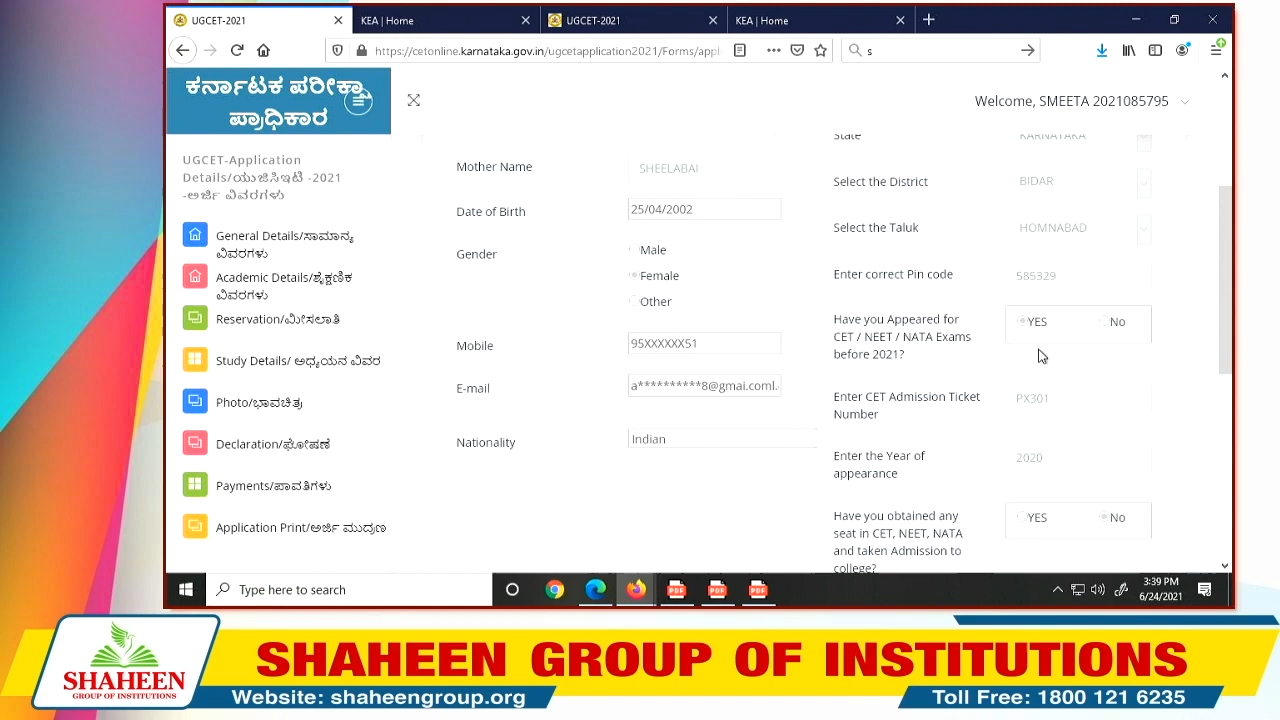 UGCET-2021
KEA | Home
UGCET-2021
KEA | Home
https://cetonline.karnataka.gov.in/ugcetapplication2021/Forms/appl
s
ಕರ್ನಾಟಕ ಪರೀಕ್ಷಾ
ಪ್ರಾಧಿಕಾರ
Welcome, SMEETA 2021085795
UGCET-Application
Details/ಯುಜಿಸಿಇಟಿ -2021
-ಅರ್ಜಿ ವಿವರಗಳು
General Details/ಸಾಮಾನ್ಯ
ವಿವರಗಳು
Academic Details/ಶೈಕ್ಷಣಿಕ
ವಿವರಗಳು
Reservation/ಮೀಸಲಾತಿ
Study Details/ ಅಧ್ಯಯನ ವಿವರ
Photo/ಭಾವಚಿತ್ರ
Declaration/ಘೋಷಣೆ
Payments/ಪಾವತಿಗಳು
Application Print/ಅರ್ಜಿ ಮುದ್ರಣ
Mother Name
SHEELABAI
Date of Birth
25/04/2002
Gender
Male
Female
Other
Mobile
95XXXXXX51
E-mail
a**********8@gmai.coml.
Nationality
Indian
State
KARNATAKA
Select the District
BIDAR
Select the Taluk
HOMNABAD
Enter correct Pin code
585329
Have you Appeared for
CET / NEET / NATA Exams
before 2021?
YES No
Enter CET Admission Ticket
Number
PX301
Enter the Year of
appearance
2020
Have you obtained any
seat in CET, NEET, NATA
and taken Admission to
college?
YES No
Type here to search
PDF
PDF
PDF
3:39 PM
6/24/2021
SHAHEEN
GROUP OF INSTITUTIONS
SHAHEEN GROUP OF INSTITUTIONS
Website: shaheengroup.org
Toll Free: 1800 121 6235